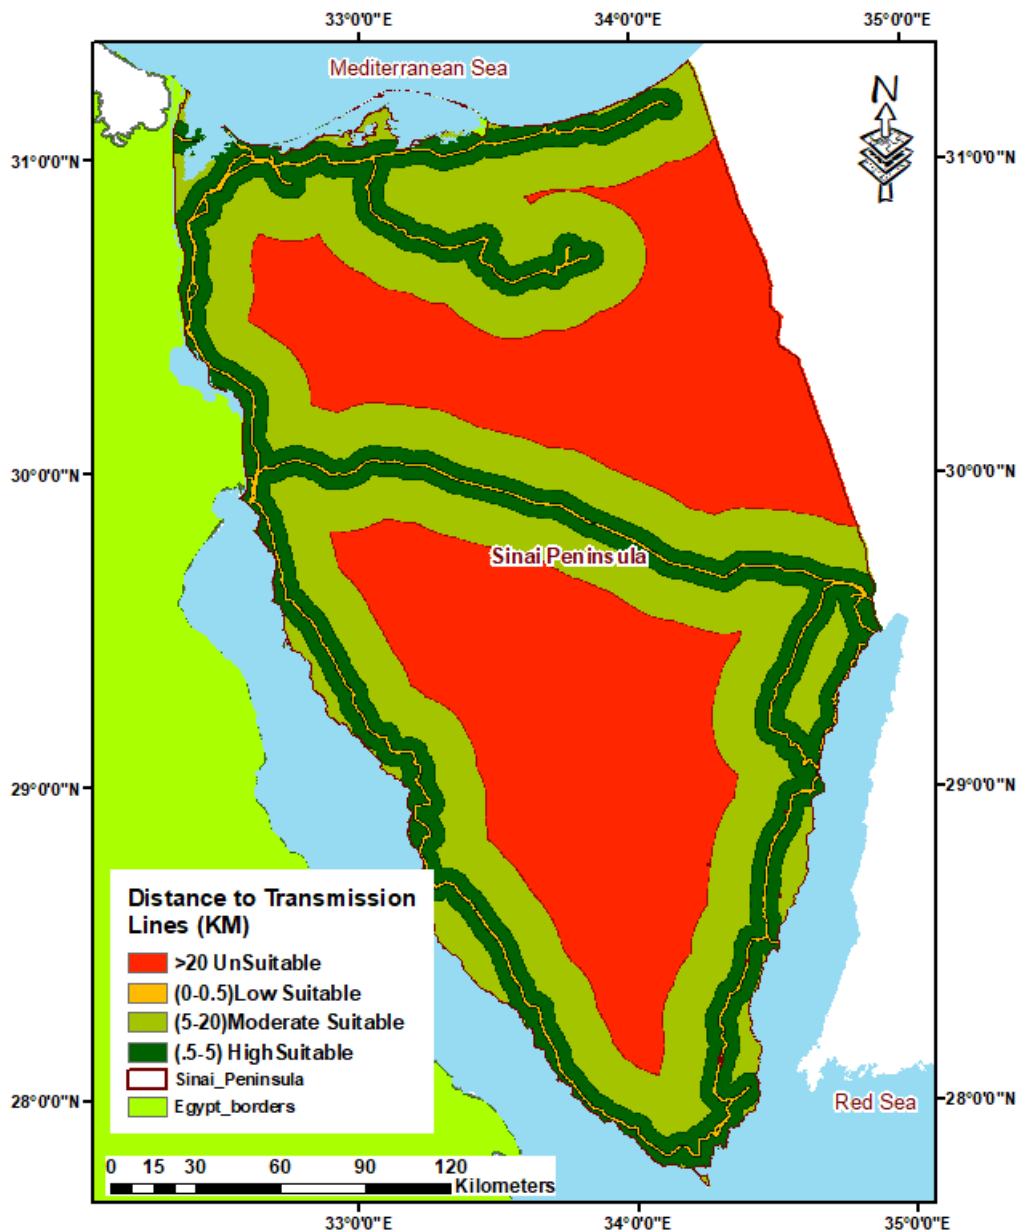 33°0'0"E 34°0'0"E 35°0'0"E
Mediterranean Sea
N
31°0'0"N 31°0'0"N
30°0'0"N 30°0'0"N
Sinai Peninsula
29°0'0"N 29°0'0"N
Distance to Transmission
Lines (KM)
>20 UnSuitable
(0-0.5)Low Suitable
(5-20)Moderate Suitable
(.5-5) High Suitable
Sinai_Peninsula
Egypt_borders
28°0'0"N 28°0'0"N
Red Sea
0 15 30 60 90 120
Kilometers
33°0'0"E 34°0'0"E 35°0'0"E